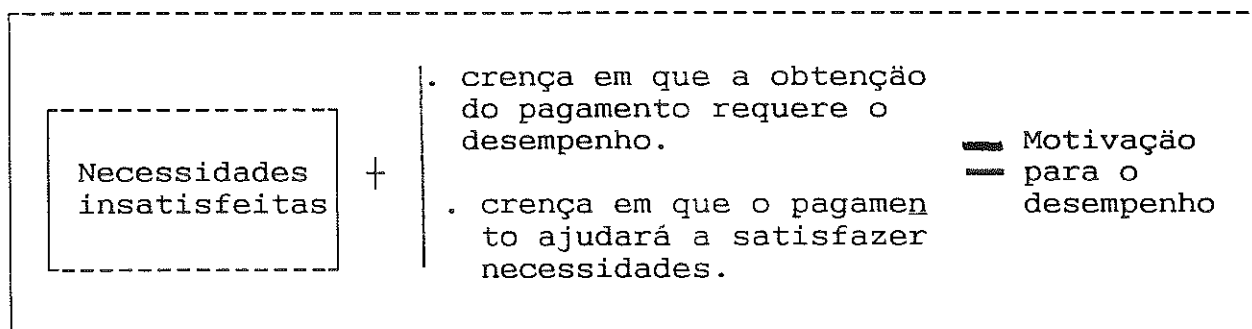 . crença em que a obtenção
do pagamento requere o
desempenho.
Necessidades
insatisfeitas
+
. crença em que o pagamen
to ajudará a satisfazer
necessidades.
= Motivação
para o
desempenho